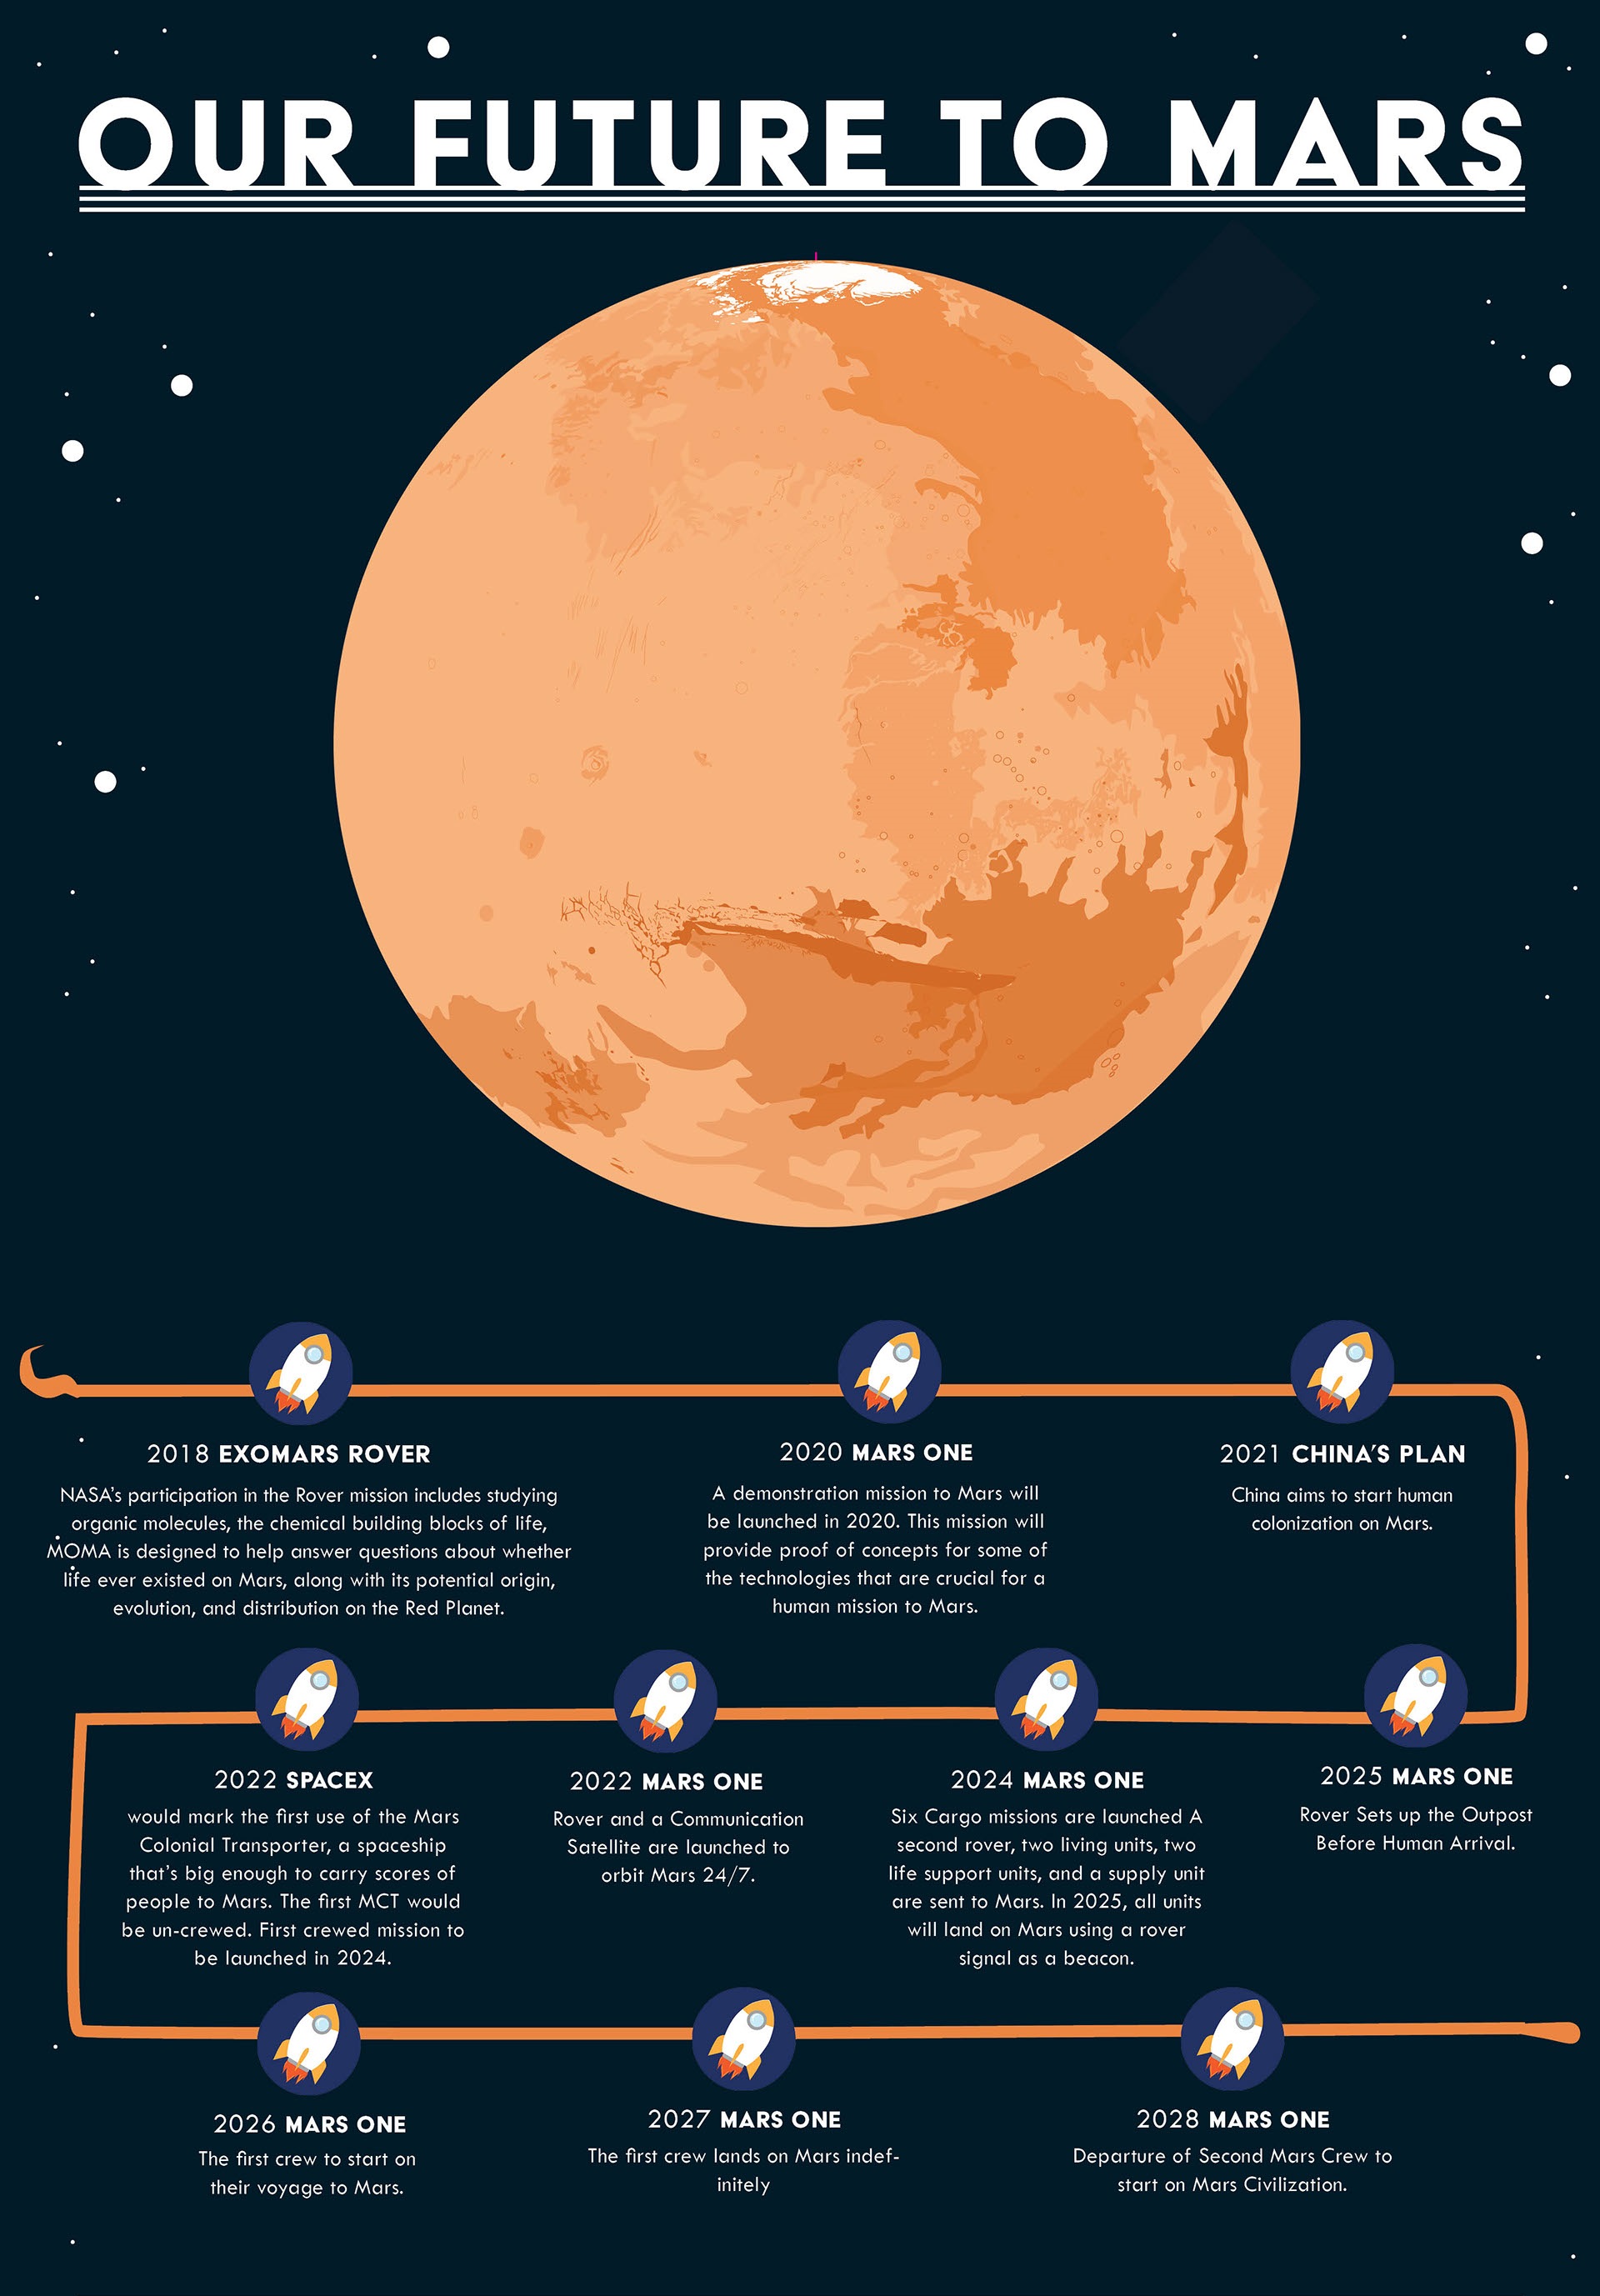 OUR FUTURE TO MARS
2018 EXOMARS ROVER
NASA's participation in the Rover mission includes studying
organic molecules, the chemical building blocks of life,
MOMA is designed to help answer questions about whether
life ever existed on Mars, along with its potential origin,
evolution, and distribution on the Red Planet.
2020 MARS ONE
A demonstration mission to Mars will
be launched in 2020. This mission will
provide proof of concepts for some of
the technologies that are crucial for a
human mission to Mars.
2021 CHINA'S PLAN
China aims to start human
colonization on Mars.
2022 SPACEX
would mark the first use of the Mars
Colonial Transporter, a spaceship
that's big enough to carry scores of
people to Mars. The first MCT would
be un-crewed. First crewed mission to
be launched in 2024.
2022 MARS ONE
Rover and a Communication
Satellite are launched to
orbit Mars 24/7.
2024 MARS ONE
Six Cargo missions are launched A
second rover, two living units, two
life support units, and a supply unit
are sent to Mars. In 2025, all units
will land on Mars using a rover
signal as a beacon.
2025 MARS ONE
Rover Sets up the Outpost
Before Human Arrival.
2026 MARS ONE
The first crew to start on
their voyage to Mars.
2027 MARS ONE
The first crew lands on Mars indef-
initely
2028 MARS ONE
Departure of Second Mars Crew to
start on Mars Civilization.